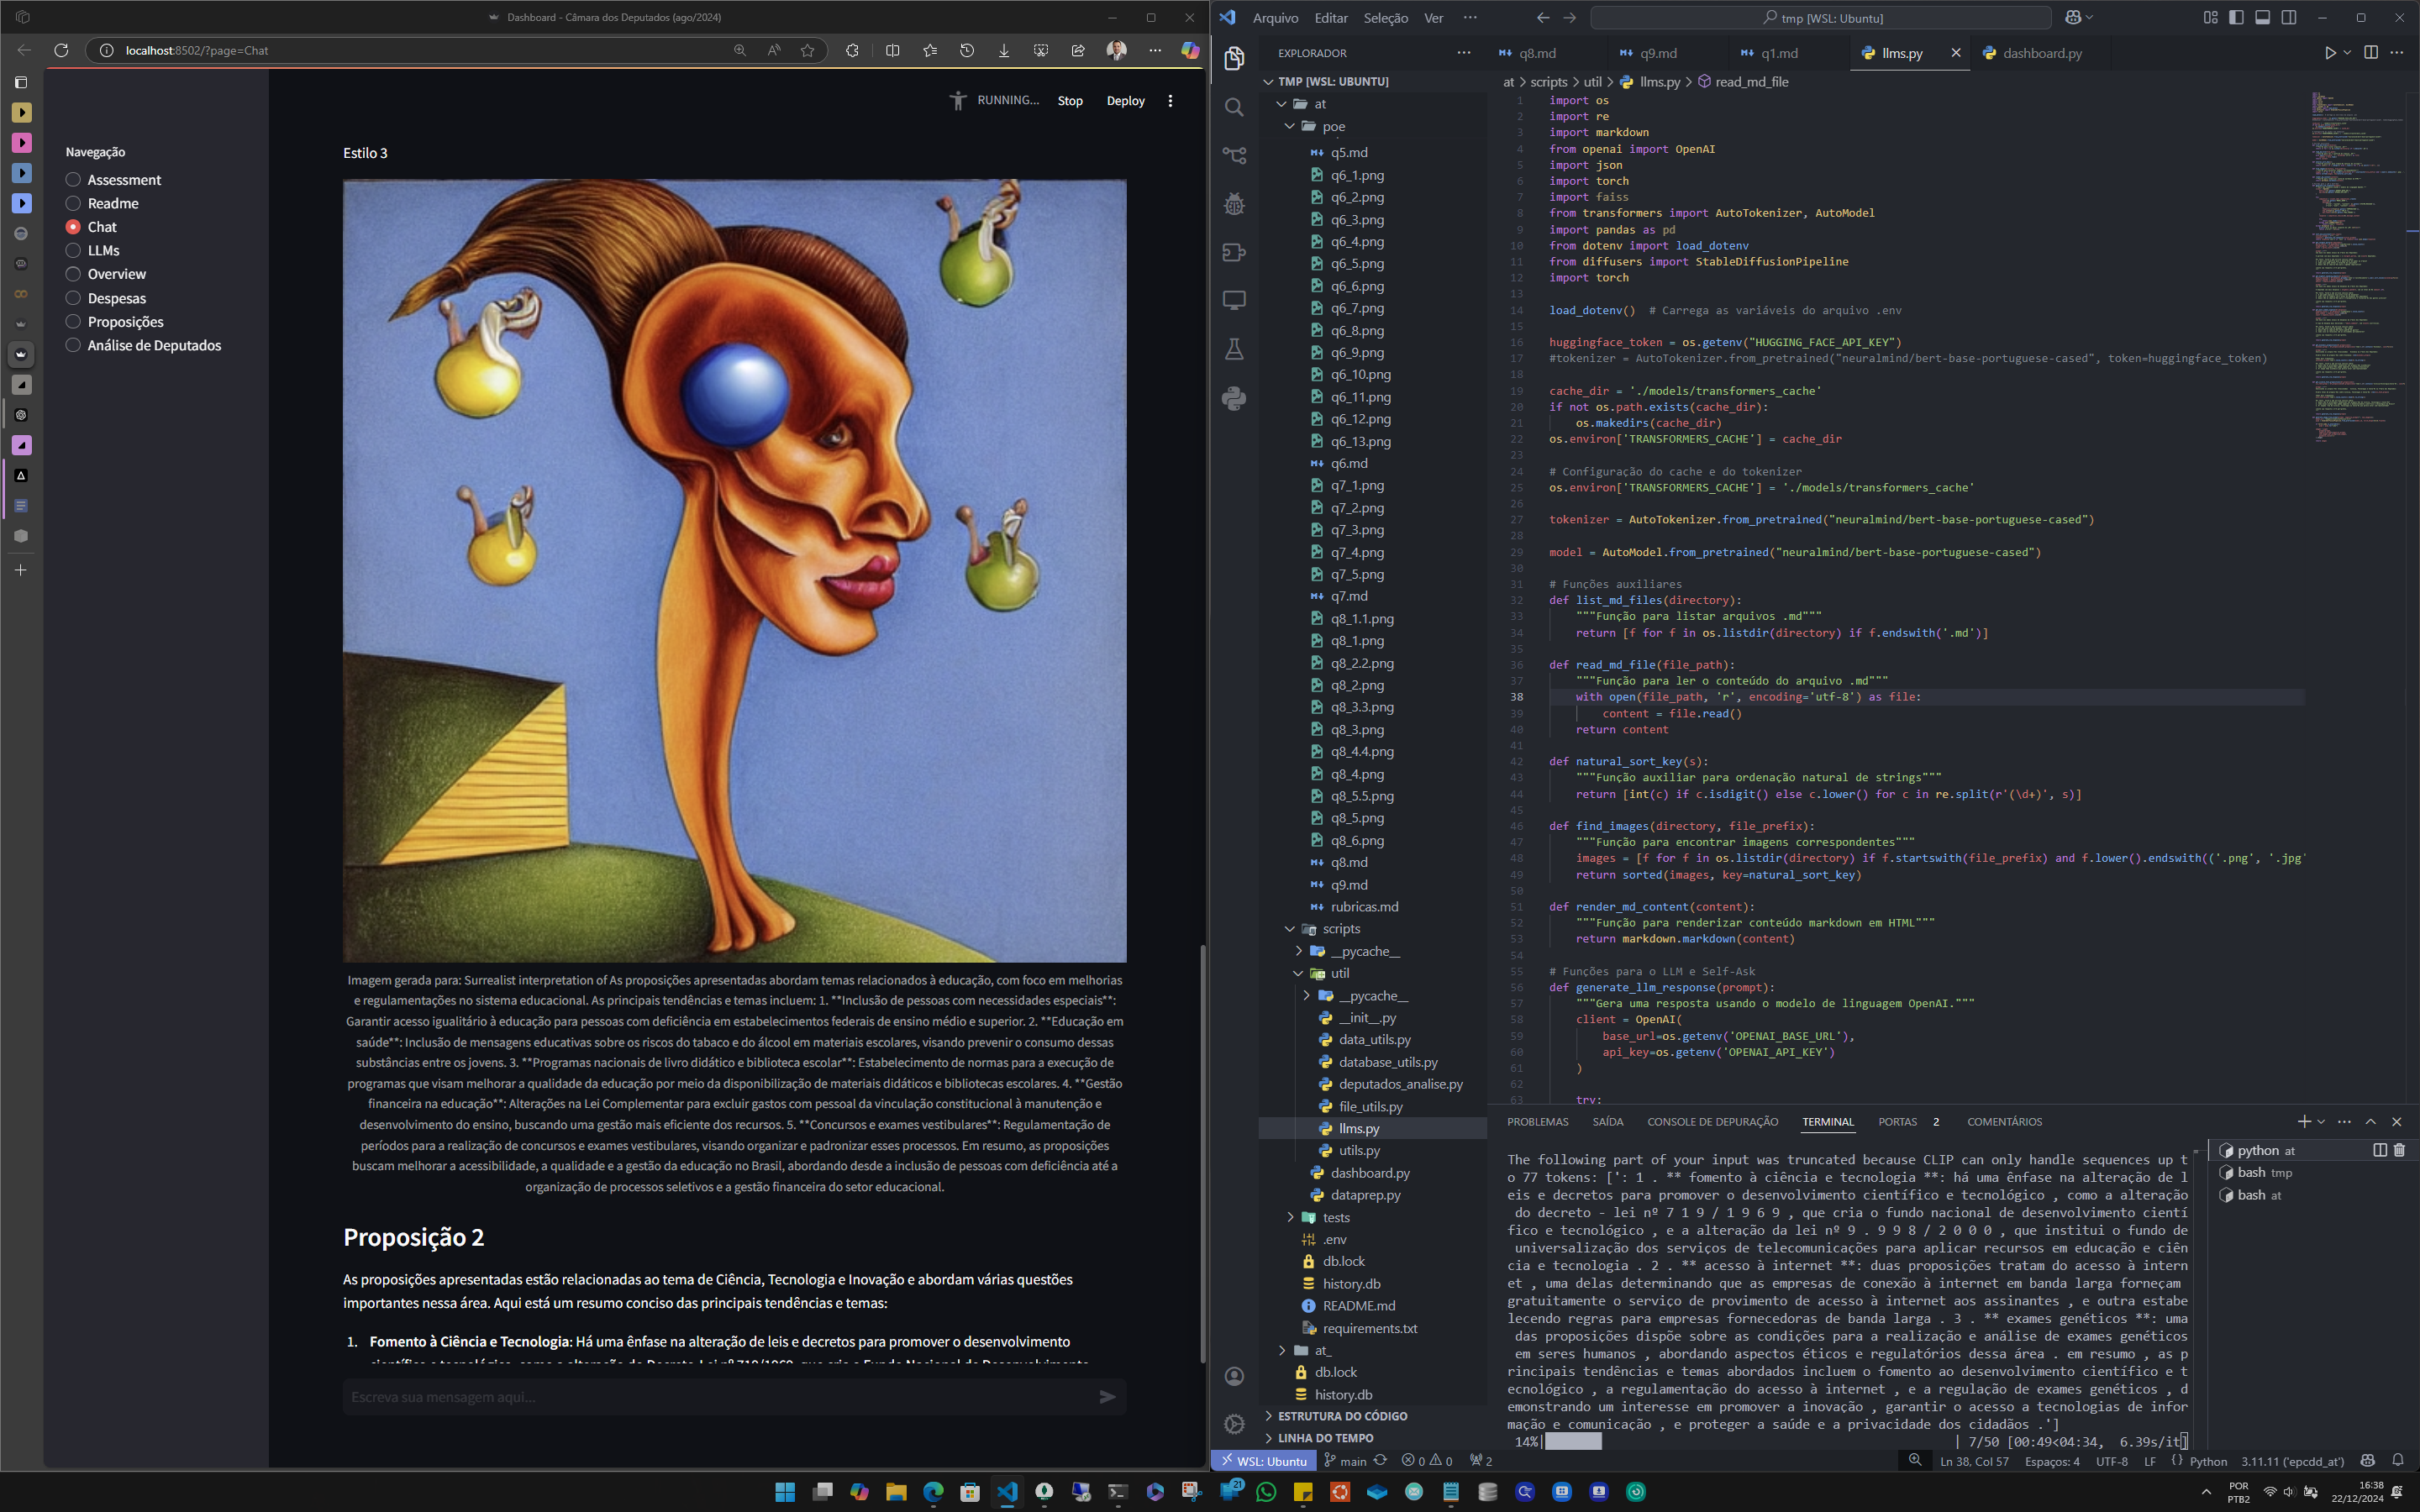 Dashboard - Câmara dos Deputados (ago/2024)
localhost:8502/?page=Chat
RUNNING...
Stop
Deploy
Navegação
Assessment
Readme
Chat
LLMs
Overview
Despesas
Proposições
Análise de Deputados
Estilo 3
Imagem gerada para: Surrealist interpretation of As proposições apresentadas abordam temas relacionados à educação, com foco em melhorias
e regulamentações no sistema educacional. As principais tendências e temas incluem: 1. **Inclusão de pessoas com necessidades especiais**:
Garantir acesso igualitário à educação para pessoas com deficiência em estabelecimentos federais de ensino médio e superior. 2. **Educação em
saúde**: Inclusão de mensagens educativas sobre os riscos do tabaco e do álcool em materiais escolares, visando prevenir o consumo dessas
substâncias entre os jovens. 3. **Programas nacionais de livro didático e biblioteca escolar**: Estabelecimento de normas para a execução de
programas que visam melhorar a qualidade da educação por meio da disponibilização de materiais didáticos e bibliotecas escolares. 4. **Gestão
financeira na educação**: Alterações na Lei Complementar para excluir gastos com pessoal da vinculação constitucional à manutenção e
desenvolvimento do ensino, buscando uma gestão mais eficiente dos recursos. 5. **Concursos e exames vestibulares**: Regulamentação de
períodos para a realização de concursos e exames vestibulares, visando organizar e padronizar esses processos. Em resumo, as proposições
buscam melhorar a acessibilidade, a qualidade e a gestão da educação no Brasil, abordando desde a inclusão de pessoas com deficiência até a
organização de processos seletivos e a gestão financeira do setor educacional.
Proposição 2
As proposições apresentadas estão relacionadas ao tema de Ciência, Tecnologia e Inovação e abordam várias questões
importantes nessa área. Aqui está um resumo conciso das principais tendências e temas:
1. Fomento à Ciência e Tecnologia: Há uma ênfase na alteração de leis e decretos para promover o desenvolvimento
Escreva sua mensagem aqui...
Arquivo Editar Seleção Ver ···
tmp [WSL: Ubuntu]
EXPLORADOR
TMP [WSL: UBUNTU]
at
poe
q5.md
q6_1.png
q6_2.png
q6_3.png
q6_4.png
q6_5.png
q6_6.png
q6_7.png
q6_8.png
q6_9.png
q6_10.png
q6_11.png
q6_12.png
q6_13.png
q6.md
q7_1.png
q7_2.png
q7_3.png
q7_4.png
q7_5.png
q7.md
q8_1.1.png
q8_1.png
q8_2.2.png
q8_2.png
q8_3.3.png
q8_3.png
q8_4.4.png
q8_4.png
q8_5.5.png
q8_5.png
q8_6.png
q8.md
q9.md
rubricas.md
scripts
__pycache__
util
__pycache__
__init__.py
data_utils.py
database_utils.py
deputados_analise.py
file_utils.py
llms.py
utils.py
dashboard.py
dataprep.py
tests
.env
db.lock
history.db
README.md
requirements.txt
at_
db.lock
history.db
ESTRUTURA DO CÓDIGO
LINHA DO TEMPO
q8.md q9.md q1.md llms.py dashboard.py
at > scripts > util > llms.py > read_md_file
1 import os
2 import re
3 import markdown
4 from openai import OpenAI
5 import json
6 import torch
7 import faiss
8 from transformers import AutoTokenizer, AutoModel
9 import pandas as pd
10 from dotenv import load_dotenv
11 from diffusers import StableDiffusionPipeline
12 import torch
13
14 load_dotenv()  # Carrega as variáveis do arquivo .env
15
16 huggingface_token = os.getenv("HUGGING_FACE_API_KEY")
17 #tokenizer = AutoTokenizer.from_pretrained("neuralmind/bert-base-portuguese-cased", token=huggingface_token)
18
19 cache_dir = './models/transformers_cache'
20 if not os.path.exists(cache_dir):
21     os.makedirs(cache_dir)
22 os.environ['TRANSFORMERS_CACHE'] = cache_dir
23
24 # Configuração do cache e do tokenizer
25 os.environ['TRANSFORMERS_CACHE'] = './models/transformers_cache'
26
27 tokenizer = AutoTokenizer.from_pretrained("neuralmind/bert-base-portuguese-cased")
28
29 model = AutoModel.from_pretrained("neuralmind/bert-base-portuguese-cased")
30
31 # Funções auxiliares
32 def list_md_files(directory):
33     """Função para listar arquivos .md"""
34     return [f for f in os.listdir(directory) if f.endswith('.md')]
35
36 def read_md_file(file_path):
37     """Função para ler o conteúdo do arquivo .md"""
38     with open(file_path, 'r', encoding='utf-8') as file:
39         content = file.read()
40     return content
41
42 def natural_sort_key(s):
43     """Função auxiliar para ordenação natural de strings"""
44     return [int(c) if c.isdigit() else c.lower() for c in re.split(r'(\d+)', s)]
45
46 def find_images(directory, file_prefix):
47     """Função para encontrar imagens correspondentes"""
48     images = [f for f in os.listdir(directory) if f.startswith(file_prefix) and f.lower().endswith(('.png', '.jpg'
49     return sorted(images, key=natural_sort_key)
50
51 def render_md_content(content):
52     """Função para renderizar conteúdo markdown em HTML"""
53     return markdown.markdown(content)
54
55 # Funções para o LLM e Self-Ask
56 def generate_llm_response(prompt):
57     """Gera uma resposta usando o modelo de linguagem OpenAI."""
58     client = OpenAI(
59         base_url=os.getenv('OPENAI_BASE_URL'),
60         api_key=os.getenv('OPENAI_API_KEY')
61     )
62
63     try:
PROBLEMAS SAÍDA CONSOLE DE DEPURAÇÃO TERMINAL PORTAS 2 COMENTÁRIOS
The following part of your input was truncated because CLIP can only handle sequences up t
o 77 tokens: [': 1 . ** fomento à ciência e tecnologia **: há uma ênfase na alteração de l
eis e decretos para promover o desenvolvimento científico e tecnológico , como a alteração
do decreto - lei nº 7 1 9 / 1 9 6 9 , que cria o fundo nacional de desenvolvimento cientí
fico e tecnológico , e a alteração da lei nº 9 . 9 9 8 / 2 0 0 0 , que institui o fundo de
universalização dos serviços de telecomunicações para aplicar recursos em educação e ciên
cia e tecnologia . 2 . ** acesso à internet **: duas proposições tratam do acesso à intern
et , uma delas determinando que as empresas de conexão à internet em banda larga forneçam
gratuitamente o serviço de provimento de acesso à internet aos assinantes , e outra estabe
lecendo regras para empresas fornecedoras de banda larga . 3 . ** exames genéticos **: uma
das proposições dispõe sobre as condições para a realização e análise de exames genéticos
em seres humanos , abordando aspectos éticos e regulatórios dessa área . em resumo , as p
rincipais tendências e temas abordados incluem o fomento ao desenvolvimento científico e t
ecnológico , a regulamentação do acesso à internet , e a regulação de exames genéticos , d
emonstrando um interesse em promover a inovação , garantir o acesso a tecnologias de infor
mação e comunicação , e proteger a saúde e a privacidade dos cidadãos .']
14%| | 7/50 [00:49<04:34, 6.39s/it]
python at
bash tmp
bash at
WSL: Ubuntu main 0 0 2 Ln 38, Col 57 Espaços: 4 UTF-8 LF Python 3.11.11 ('epcdd_at')
21
POR
PTB2
16:38
22/12/2024